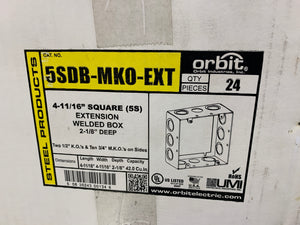 STEEL PRODUCTS
CAT. NO.
5SDB-MKO-EXT
orbit
Orbit Industries, Inc.
QTY
PIECES
24
4-11/16" SQUARE (5S)
EXTENSION
WELDED BOX
2-1/8" DEEP
Two 1/2" K.O.'s & Ten 3/4" M.K.O.'s on Sides
Dimensions
Length Width Depth Capacity
4-11/16" 4-11/16" 2-1/8" 42.0 Cu.In.
UL US LISTED
RoHS
UMI
www.orbitelectric.com